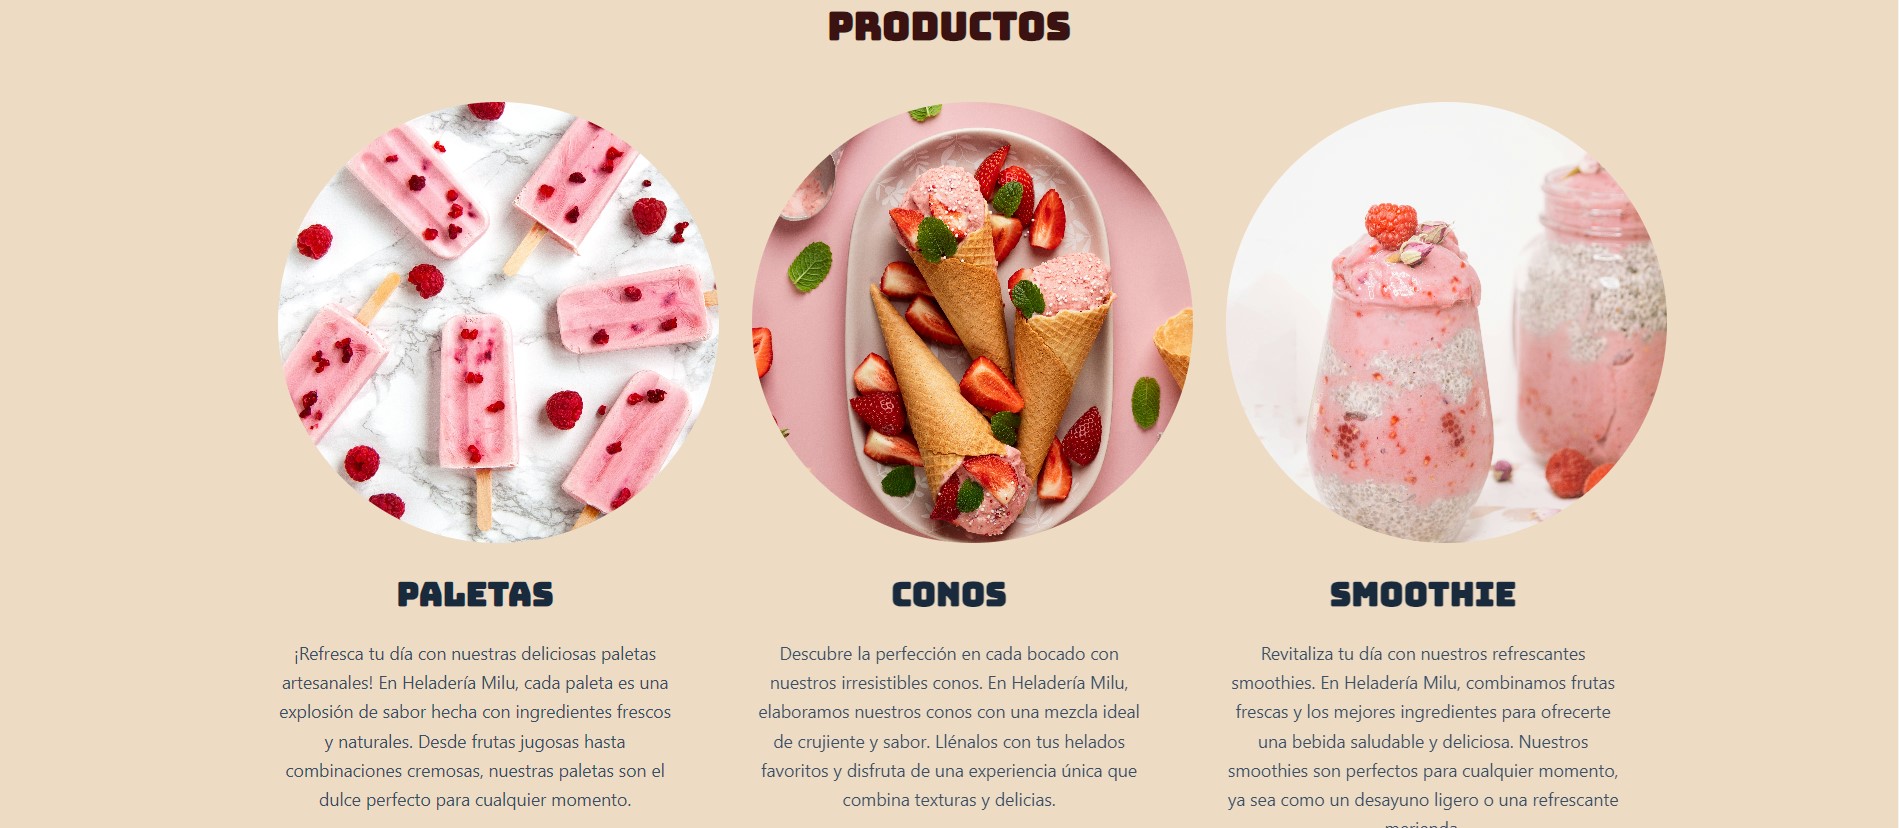 PRODUCTOS
PALETAS
¡Refresca tu día con nuestras deliciosas paletas
artesanales! En Heladería Milu, cada paleta es una
explosión de sabor hecha con ingredientes frescos
y naturales. Desde frutas jugosas hasta
combinaciones cremosas, nuestras paletas son el
dulce perfecto para cualquier momento.
CONOS
Descubre la perfección en cada bocado con
nuestros irresistibles conos. En Heladería Milu,
elaboramos nuestros conos con una mezcla ideal
de crujiente y sabor. Llénalos con tus helados
favoritos y disfruta de una experiencia única que
combina texturas y delicias.
SMOOTHIE
Revitaliza tu día con nuestros refrescantes
smoothies. En Heladería Milu, combinamos frutas
frescas y los mejores ingredientes para ofrecerte
una bebida saludable y deliciosa. Nuestros
smoothies son perfectos para cualquier momento,
ya sea como un desayuno ligero o una refrescante
merienda.